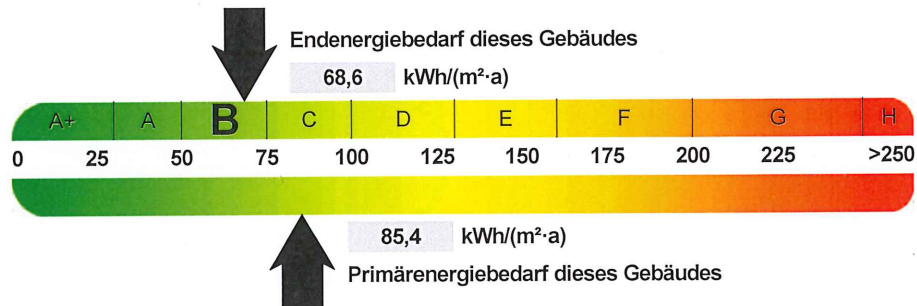 Endenergiebedarf dieses Gebäudes
68,6 kWh/(m²·a)
A+ A B C D E F G H
0 25 50 75 100 125 150 175 200 225 >250
85,4 kWh/(m²·a)
Primärenergiebedarf dieses Gebäudes